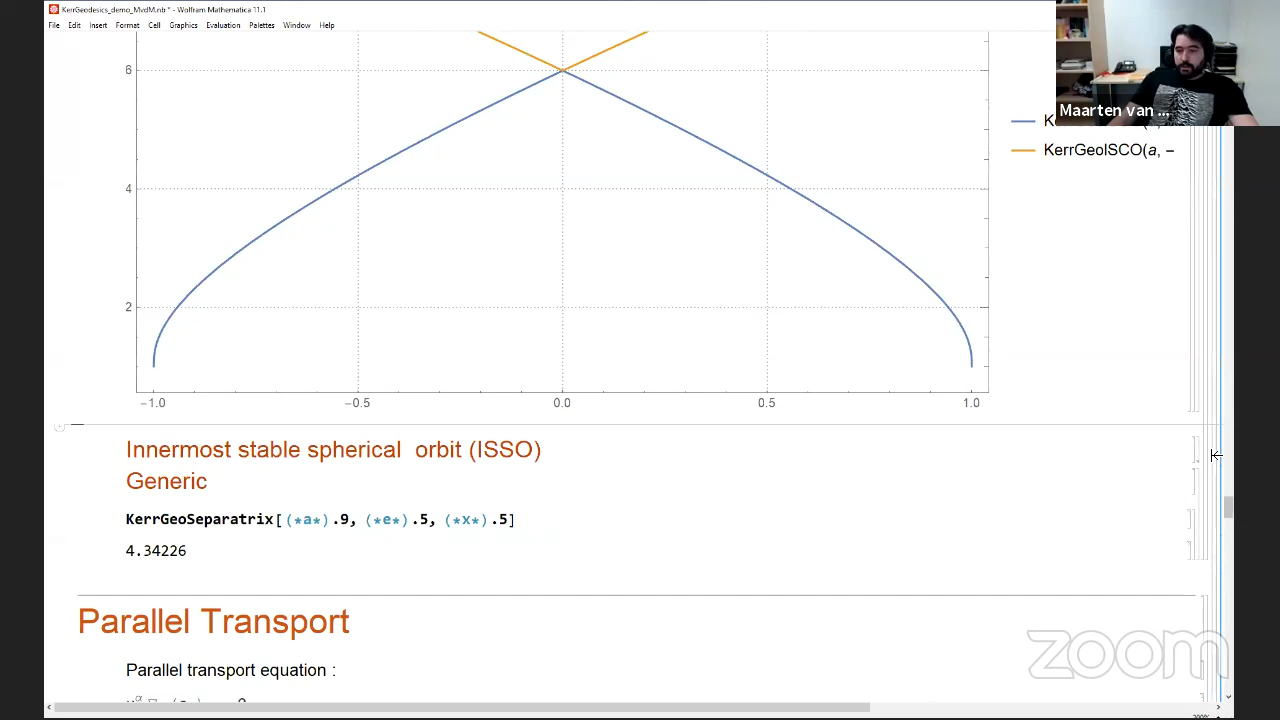 KerrGeodesics_demo_MvdM.nb * - Wolfram Mathematica 11.1
File Edit Insert Format Cell Graphics Evaluation Palettes Window Help
Maarten van ...
6
4
2
-1.0 -0.5 0.0 0.5 1.0
KerrGeoISCO(a, –
Innermost stable spherical orbit (ISSO)
Generic
KerrGeoSeparatrix[(*a*).9, (*e*).5, (*x*).5]
4.34226
Parallel Transport
Parallel transport equation :
zoom
200%